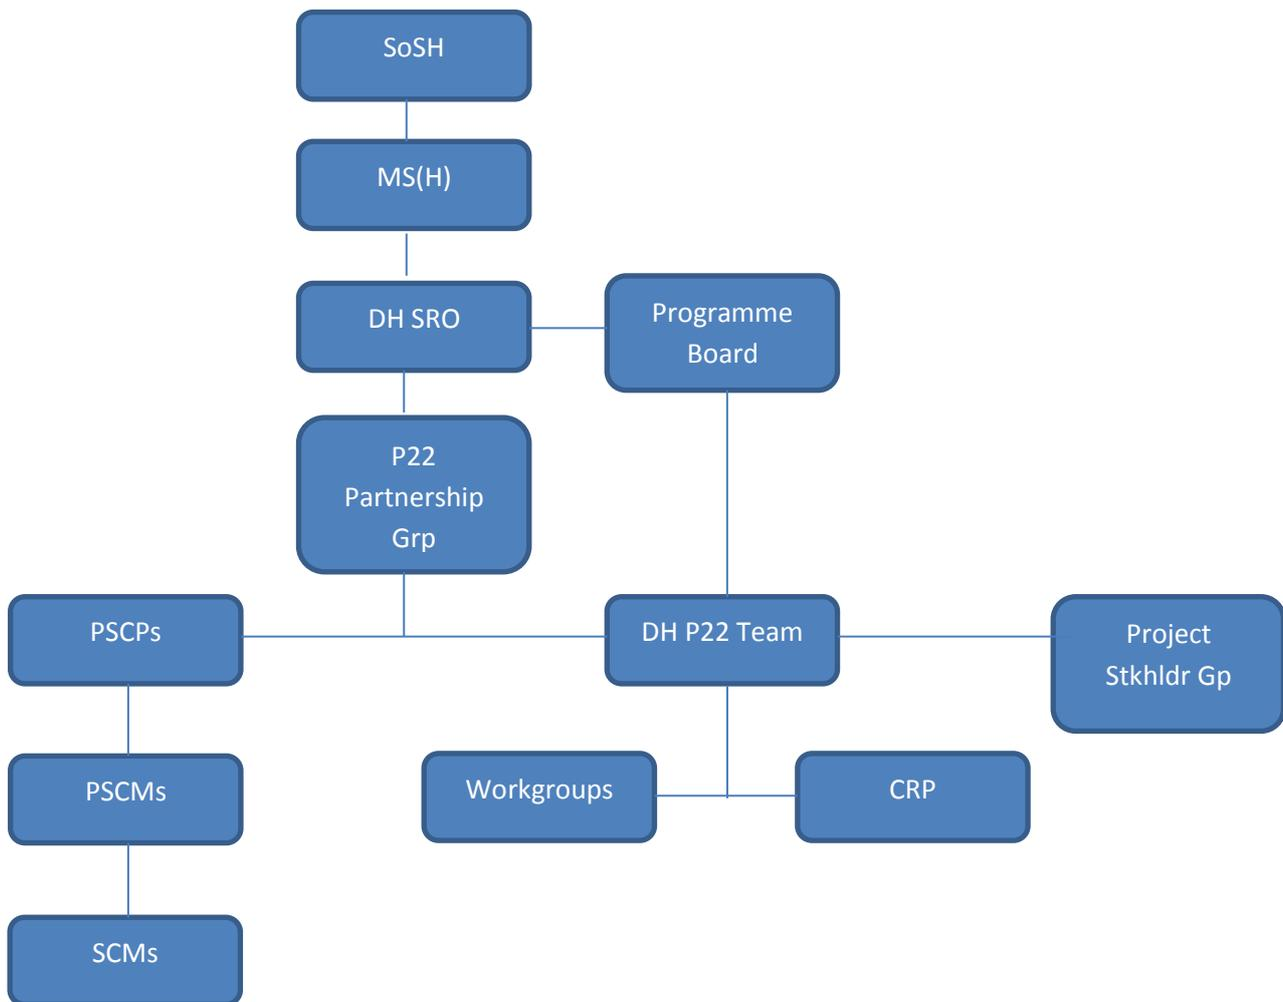 SoSH
MS(H)
DH SRO
Programme
Board
P22
Partnership
Grp
PSCPs
DH P22 Team
Project
Stkhldr Gp
PSCMs
Workgroups
CRP
SCMs